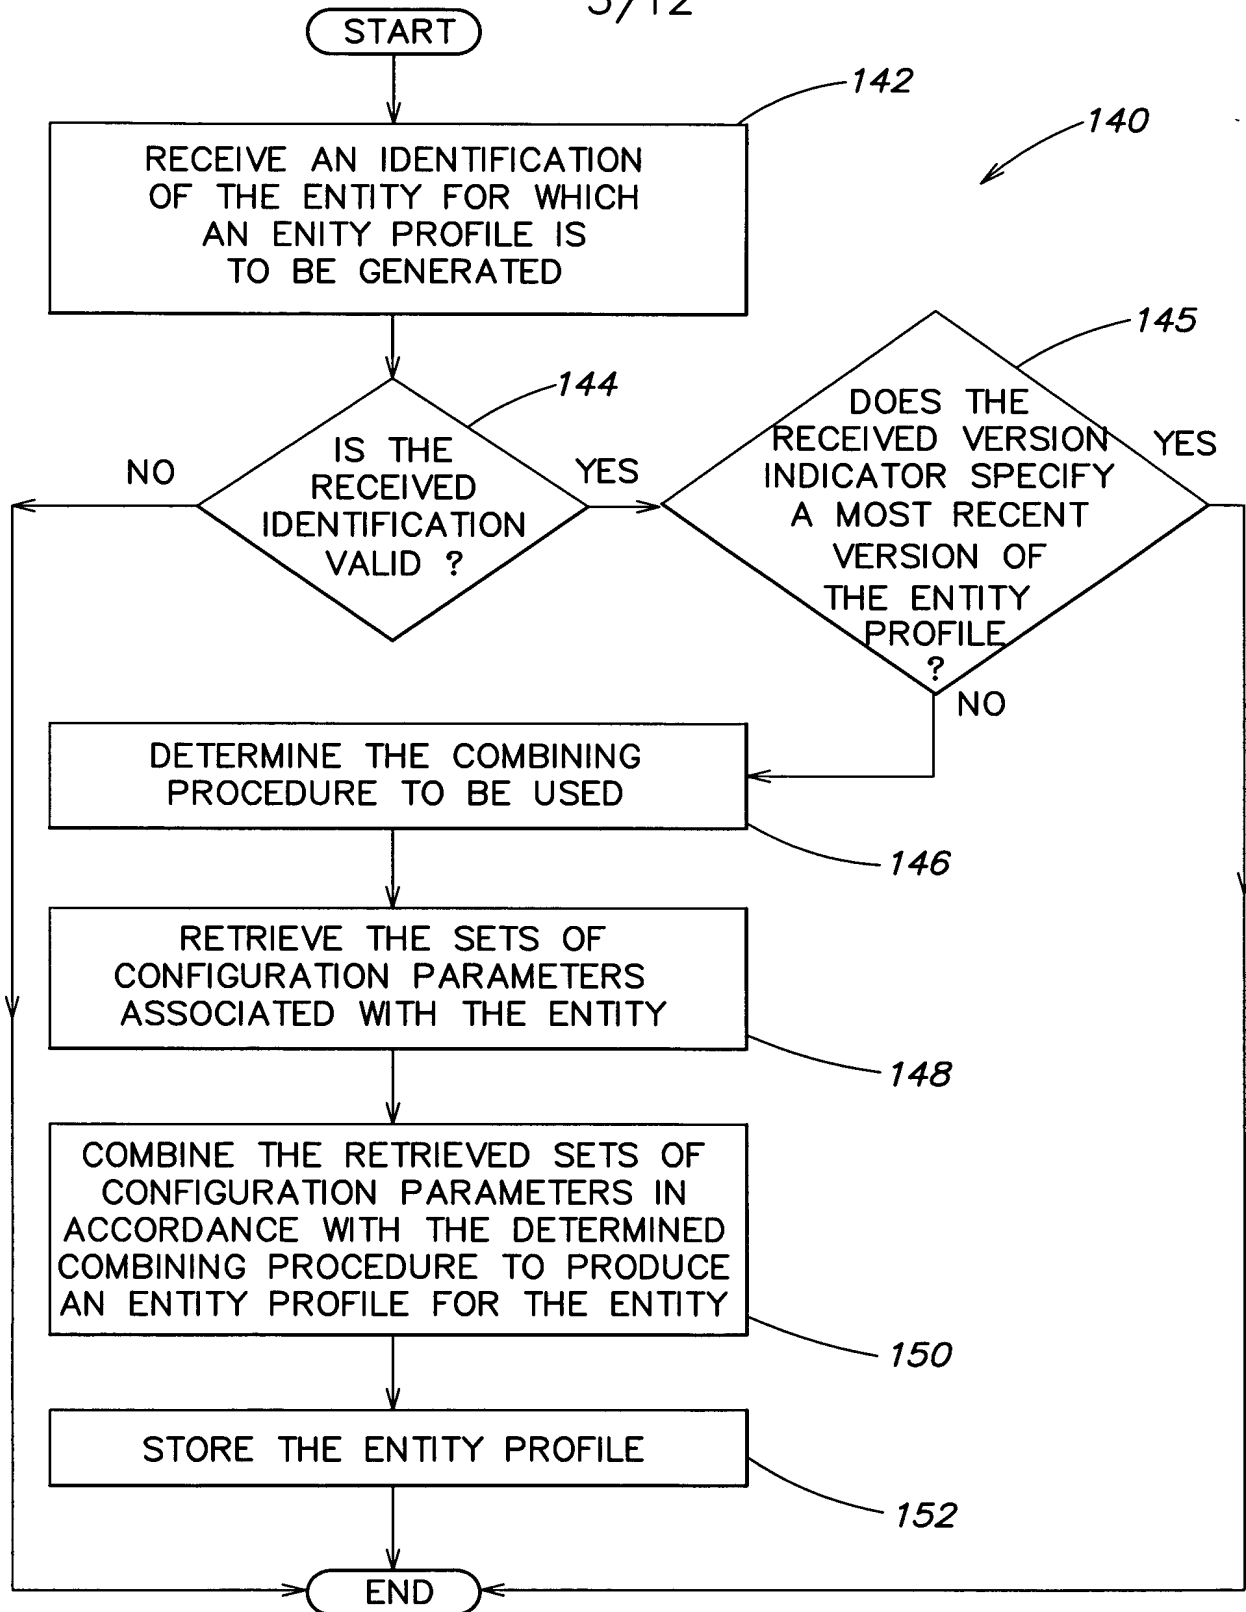 5/12
START
142
140
RECEIVE AN IDENTIFICATION
OF THE ENTITY FOR WHICH
AN ENITY PROFILE IS
TO BE GENERATED
145
144
IS THE
RECEIVED
IDENTIFICATION
VALID ?
NO
YES
DOES THE
RECEIVED VERSION
INDICATOR SPECIFY
A MOST RECENT
VERSION OF
THE ENTITY
PROFILE
?
YES
NO
DETERMINE THE COMBINING
PROCEDURE TO BE USED
146
RETRIEVE THE SETS OF
CONFIGURATION PARAMETERS
ASSOCIATED WITH THE ENTITY
148
COMBINE THE RETRIEVED SETS OF
CONFIGURATION PARAMETERS IN
ACCORDANCE WITH THE DETERMINED
COMBINING PROCEDURE TO PRODUCE
AN ENTITY PROFILE FOR THE ENTITY
150
STORE THE ENTITY PROFILE
152
END